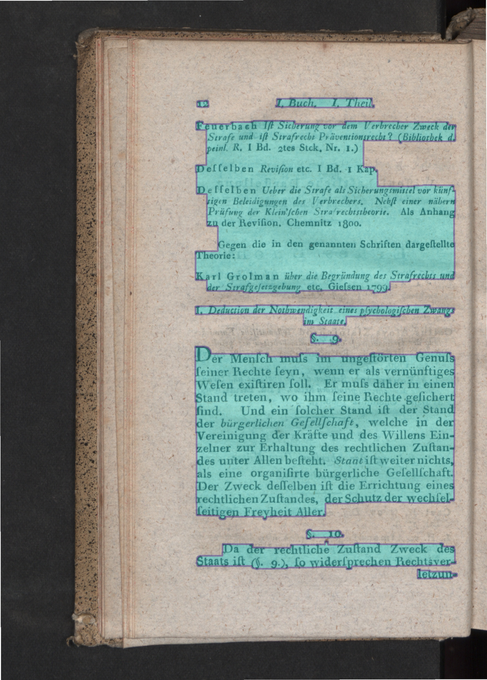 12 I. Buch. I. Theil.
Feuerbach Iſt Sicherung vor dem Verbrecher Zweck der
Strafe und iſt Strafrecht Präventionsrecht? (Bibliothek d.
peinl. R. I Bd. 2tes Stck, Nr. 1.)
Deſſelben Reviſion etc. I Bd. 1 Kap.
Deſſelben Ueber die Strafe als Sicherungsmittel vor künf-
tigen Beleidigungen des Verbrechers. Nebſt einer nähern
Prüfung der Klein'ſchen Strafrechtstheorie. Als Anhang
zu der Reviſion. Chemnitz 1800.
Gegen die in den genannten Schriften dargeſtellte
Theorie:
Karl Grolman über die Begründung des Strafrechts und
der Strafgeſetzgebung etc. Gieſsen 1799.
I. Deduction der Nothwendigkeit eines pſychologiſchen Zwangs
im Staate.
§. 9.
Der Menſch muſs im ungeſtörten Genuſs
ſeiner Rechte ſeyn, wenn er als vernünftiges
Weſen exiſtiren ſoll. Er muſs daher in einen
Stand treten, wo ihm ſeine Rechte geſichert
ſind. Und ein ſolcher Stand iſt der Stand
der bürgerlichen Geſellſchaft, welche in der
Vereinigung der Kräfte und des Willens Ein-
zelner zur Erhaltung des rechtlichen Zuſtan-
des unter Allen beſteht. Staat iſt weiter nichts,
als eine organiſirte bürgerliche Geſellſchaft.
Der Zweck deſſelben iſt die Errichtung eines
rechtlichen Zuſtandes, der Schutz der wechſel-
ſeitigen Freyheit Aller.
§. 10.
Da der rechtliche Zuſtand Zweck des
Staats iſt (§. 9.), ſo widerſprechen Rechtsver-
letzun-